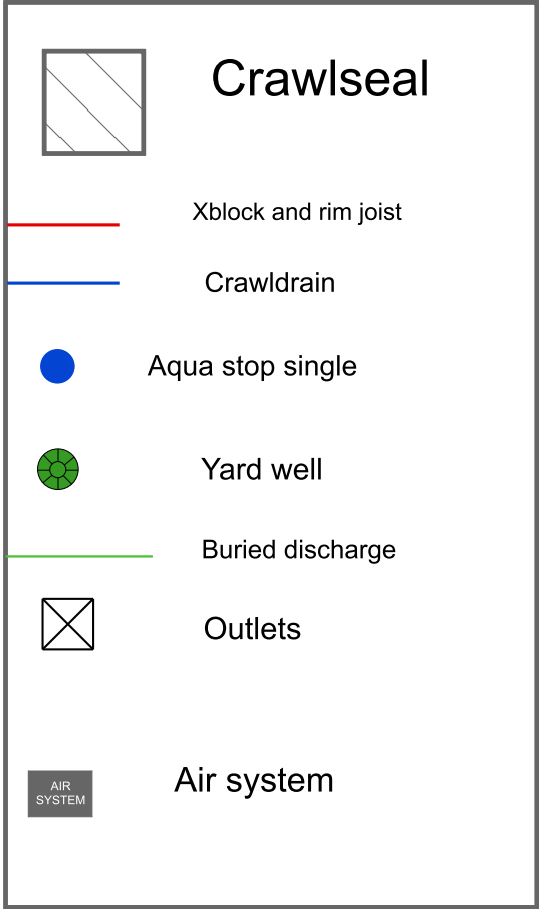 Crawlseal
Xblock and rim joist
Crawldrain
Aqua stop single
Yard well
Buried discharge
Outlets
Air system
AIR
SYSTEM